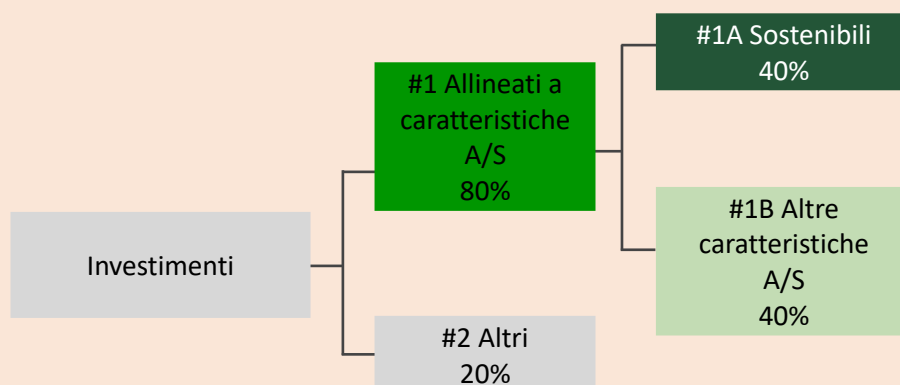 #1A Sostenibili
40%
#1 Allineati a
caratteristiche
A/S
80%
#1B Altre
caratteristiche
A/S
40%
Investimenti
#2 Altri
20%